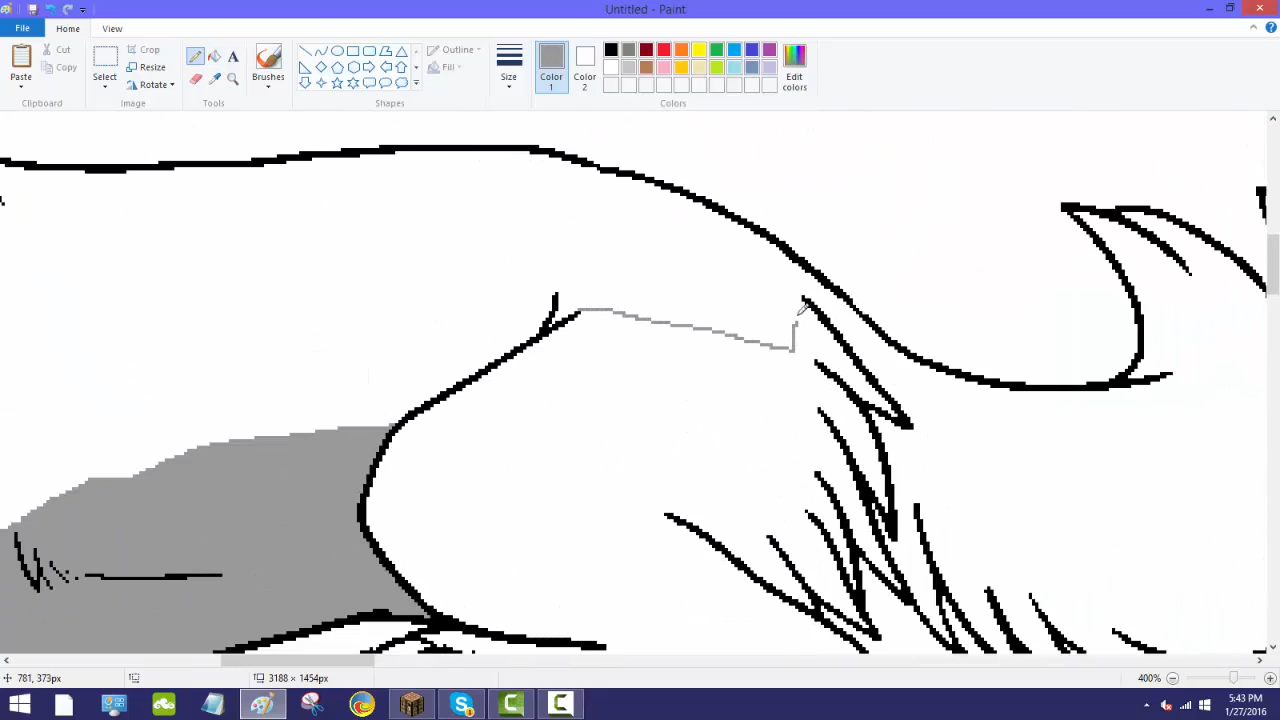 Untitled - Paint
File Home View
Paste Cut Copy Select Crop Resize Rotate A Brushes Outline Fill Size Color 1 Color 2 Edit colors
Clipboard Image Tools Shapes Colors
781, 373px 3188 × 1454px 400%
5:43 PM
1/27/2016